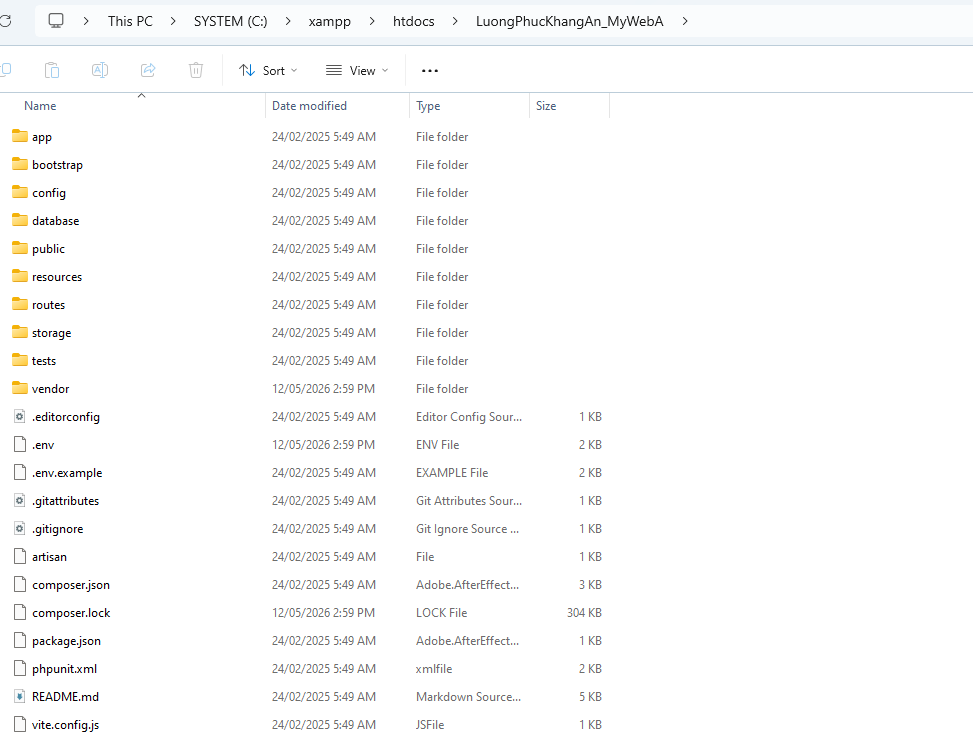 This PC > SYSTEM (C:) > xampp > htdocs > LuongPhucKhangAn_MyWebA >
Sort View ...
Name Date modified Type Size
app 24/02/2025 5:49 AM File folder
bootstrap 24/02/2025 5:49 AM File folder
config 24/02/2025 5:49 AM File folder
database 24/02/2025 5:49 AM File folder
public 24/02/2025 5:49 AM File folder
resources 24/02/2025 5:49 AM File folder
routes 24/02/2025 5:49 AM File folder
storage 24/02/2025 5:49 AM File folder
tests 24/02/2025 5:49 AM File folder
vendor 12/05/2026 2:59 PM File folder
.editorconfig 24/02/2025 5:49 AM Editor Config Sour... 1 KB
.env 12/05/2026 2:59 PM ENV File 2 KB
.env.example 24/02/2025 5:49 AM EXAMPLE File 2 KB
.gitattributes 24/02/2025 5:49 AM Git Attributes Sour... 1 KB
.gitignore 24/02/2025 5:49 AM Git Ignore Source ... 1 KB
artisan 24/02/2025 5:49 AM File 1 KB
composer.json 24/02/2025 5:49 AM Adobe.AfterEffect... 3 KB
composer.lock 12/05/2026 2:59 PM LOCK File 304 KB
package.json 24/02/2025 5:49 AM Adobe.AfterEffect... 1 KB
phpunit.xml 24/02/2025 5:49 AM xmlfile 2 KB
README.md 24/02/2025 5:49 AM Markdown Source... 5 KB
vite.config.js 24/02/2025 5:49 AM JSFile 1 KB